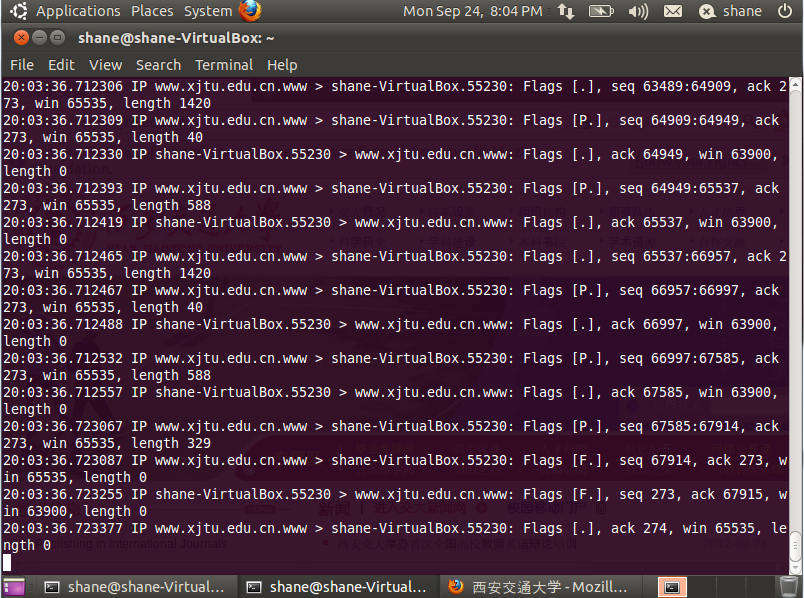 Applications Places System Mon Sep 24, 8:04 PM shane
shane@shane-VirtualBox: ~
File Edit View Search Terminal Help
20:03:36.712306 IP www.xjtu.edu.cn.www > shane-VirtualBox.55230: Flags [.], seq 63489:64909, ack 2
73, win 65535, length 1420
20:03:36.712309 IP www.xjtu.edu.cn.www > shane-VirtualBox.55230: Flags [P.], seq 64909:64949, ack
273, win 65535, length 40
20:03:36.712330 IP shane-VirtualBox.55230 > www.xjtu.edu.cn.www: Flags [.], ack 64949, win 63900,
length 0
20:03:36.712393 IP www.xjtu.edu.cn.www > shane-VirtualBox.55230: Flags [P.], seq 64949:65537, ack
273, win 65535, length 588
20:03:36.712419 IP shane-VirtualBox.55230 > www.xjtu.edu.cn.www: Flags [.], ack 65537, win 63900,
length 0
20:03:36.712465 IP www.xjtu.edu.cn.www > shane-VirtualBox.55230: Flags [.], seq 65537:66957, ack 2
73, win 65535, length 1420
20:03:36.712467 IP www.xjtu.edu.cn.www > shane-VirtualBox.55230: Flags [P.], seq 66957:66997, ack
273, win 65535, length 40
20:03:36.712488 IP shane-VirtualBox.55230 > www.xjtu.edu.cn.www: Flags [.], ack 66997, win 63900,
length 0
20:03:36.712532 IP www.xjtu.edu.cn.www > shane-VirtualBox.55230: Flags [P.], seq 66997:67585, ack
273, win 65535, length 588
20:03:36.712557 IP shane-VirtualBox.55230 > www.xjtu.edu.cn.www: Flags [.], ack 67585, win 63900,
length 0
20:03:36.723067 IP www.xjtu.edu.cn.www > shane-VirtualBox.55230: Flags [P.], seq 67585:67914, ack
273, win 65535, length 329
20:03:36.723087 IP www.xjtu.edu.cn.www > shane-VirtualBox.55230: Flags [F.], seq 67914, ack 273, w
in 65535, length 0
20:03:36.723255 IP shane-VirtualBox.55230 > www.xjtu.edu.cn.www: Flags [F.], seq 273, ack 67915, w
in 63900, length 0
20:03:36.723377 IP www.xjtu.edu.cn.www > shane-VirtualBox.55230: Flags [.], ack 274, win 65535, le
ngth 0
shane@shane-Virtual... shane@shane-Virtual... 西安交通大学 - Mozill...